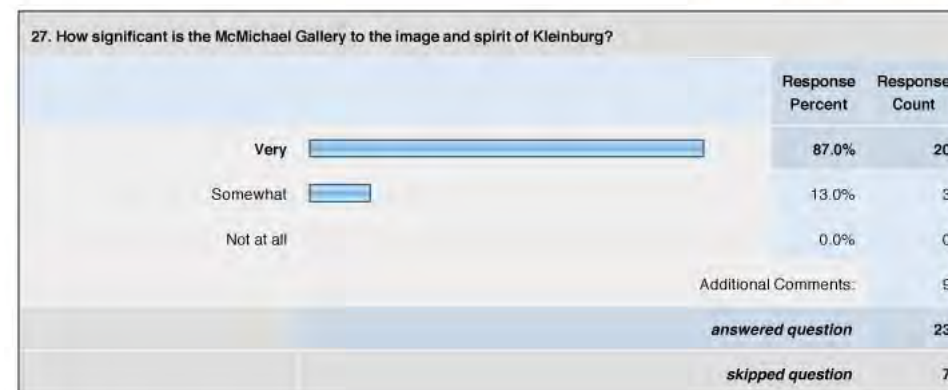 27. How significant is the McMichael Gallery to the image and spirit of Kleinburg?
Response Percent Response Count
Very 87.0% 20
Somewhat 13.0% 3
Not at all 0.0% 0
Additional Comments: 9
answered question 23
skipped question 7